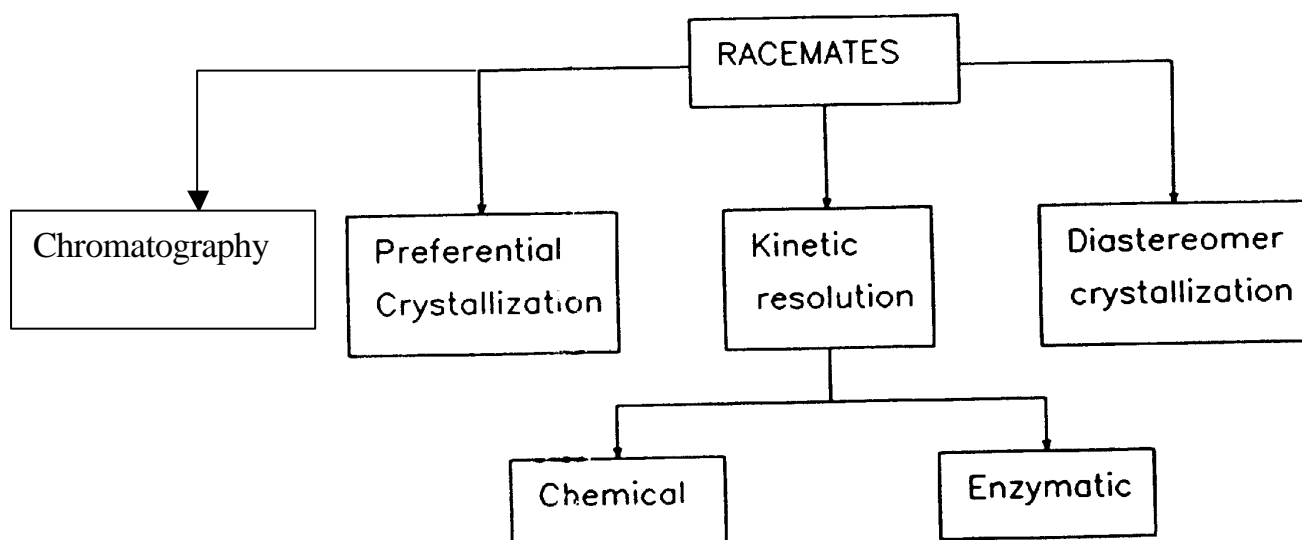 RACEMATES
Chromatography
Preferential
Crystallization
Kinetic
resolution
Diastereomer
crystallization
Chemical
Enzymatic